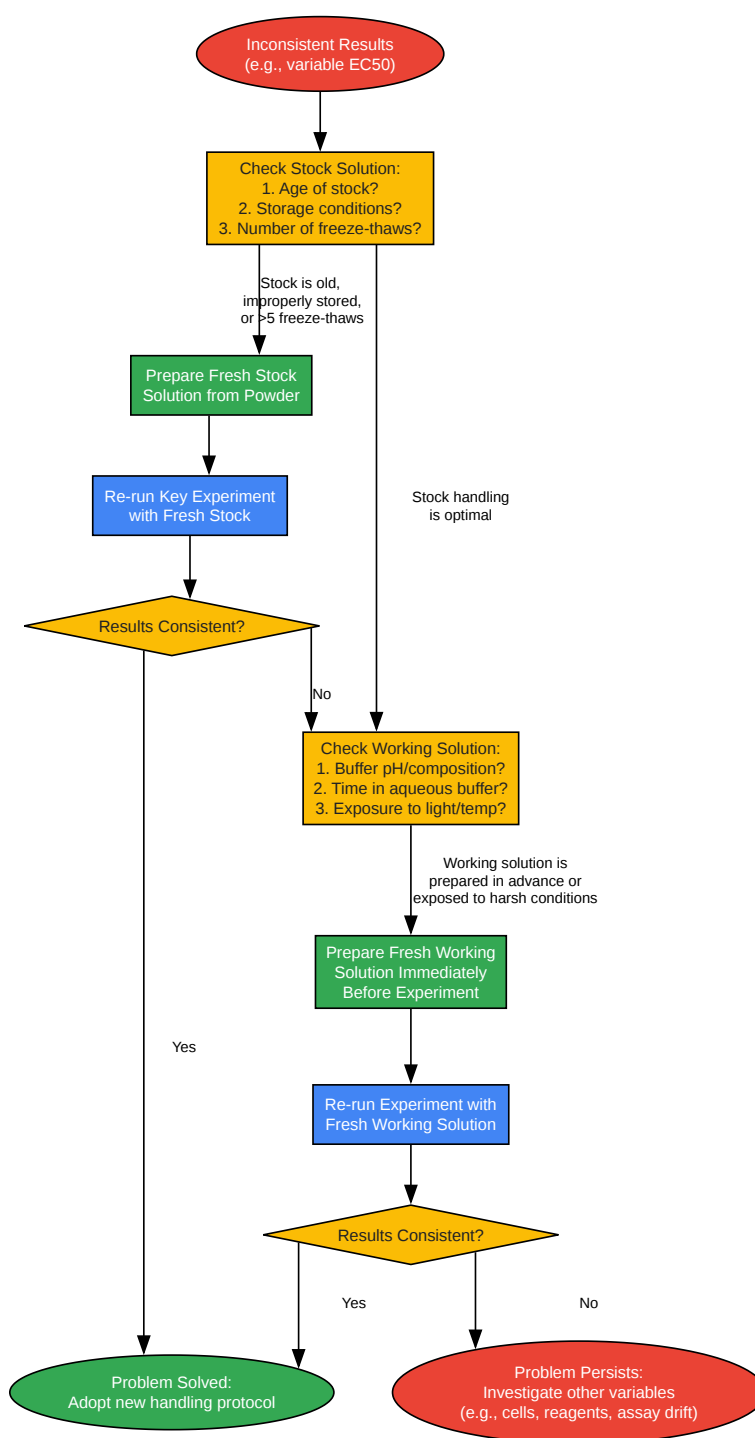 Inconsistent Results
(e.g., variable EC50)
Check Stock Solution:
1. Age of stock?
2. Storage conditions?
3. Number of freeze-thaws?
Stock is old,
improperly stored,
or >5 freeze-thaws
Prepare Fresh Stock
Solution from Powder
Re-run Key Experiment
with Fresh Stock
Stock handling
is optimal
Results Consistent?
No
Check Working Solution:
1. Buffer pH/composition?
2. Time in aqueous buffer?
3. Exposure to light/temp?
Working solution is
prepared in advance or
exposed to harsh conditions
Prepare Fresh Working
Solution Immediately
Before Experiment
Yes
Re-run Experiment with
Fresh Working Solution
Results Consistent?
Yes
No
Problem Solved:
Adopt new handling protocol
Problem Persists:
Investigate other variables
(e.g., cells, reagents, assay drift)